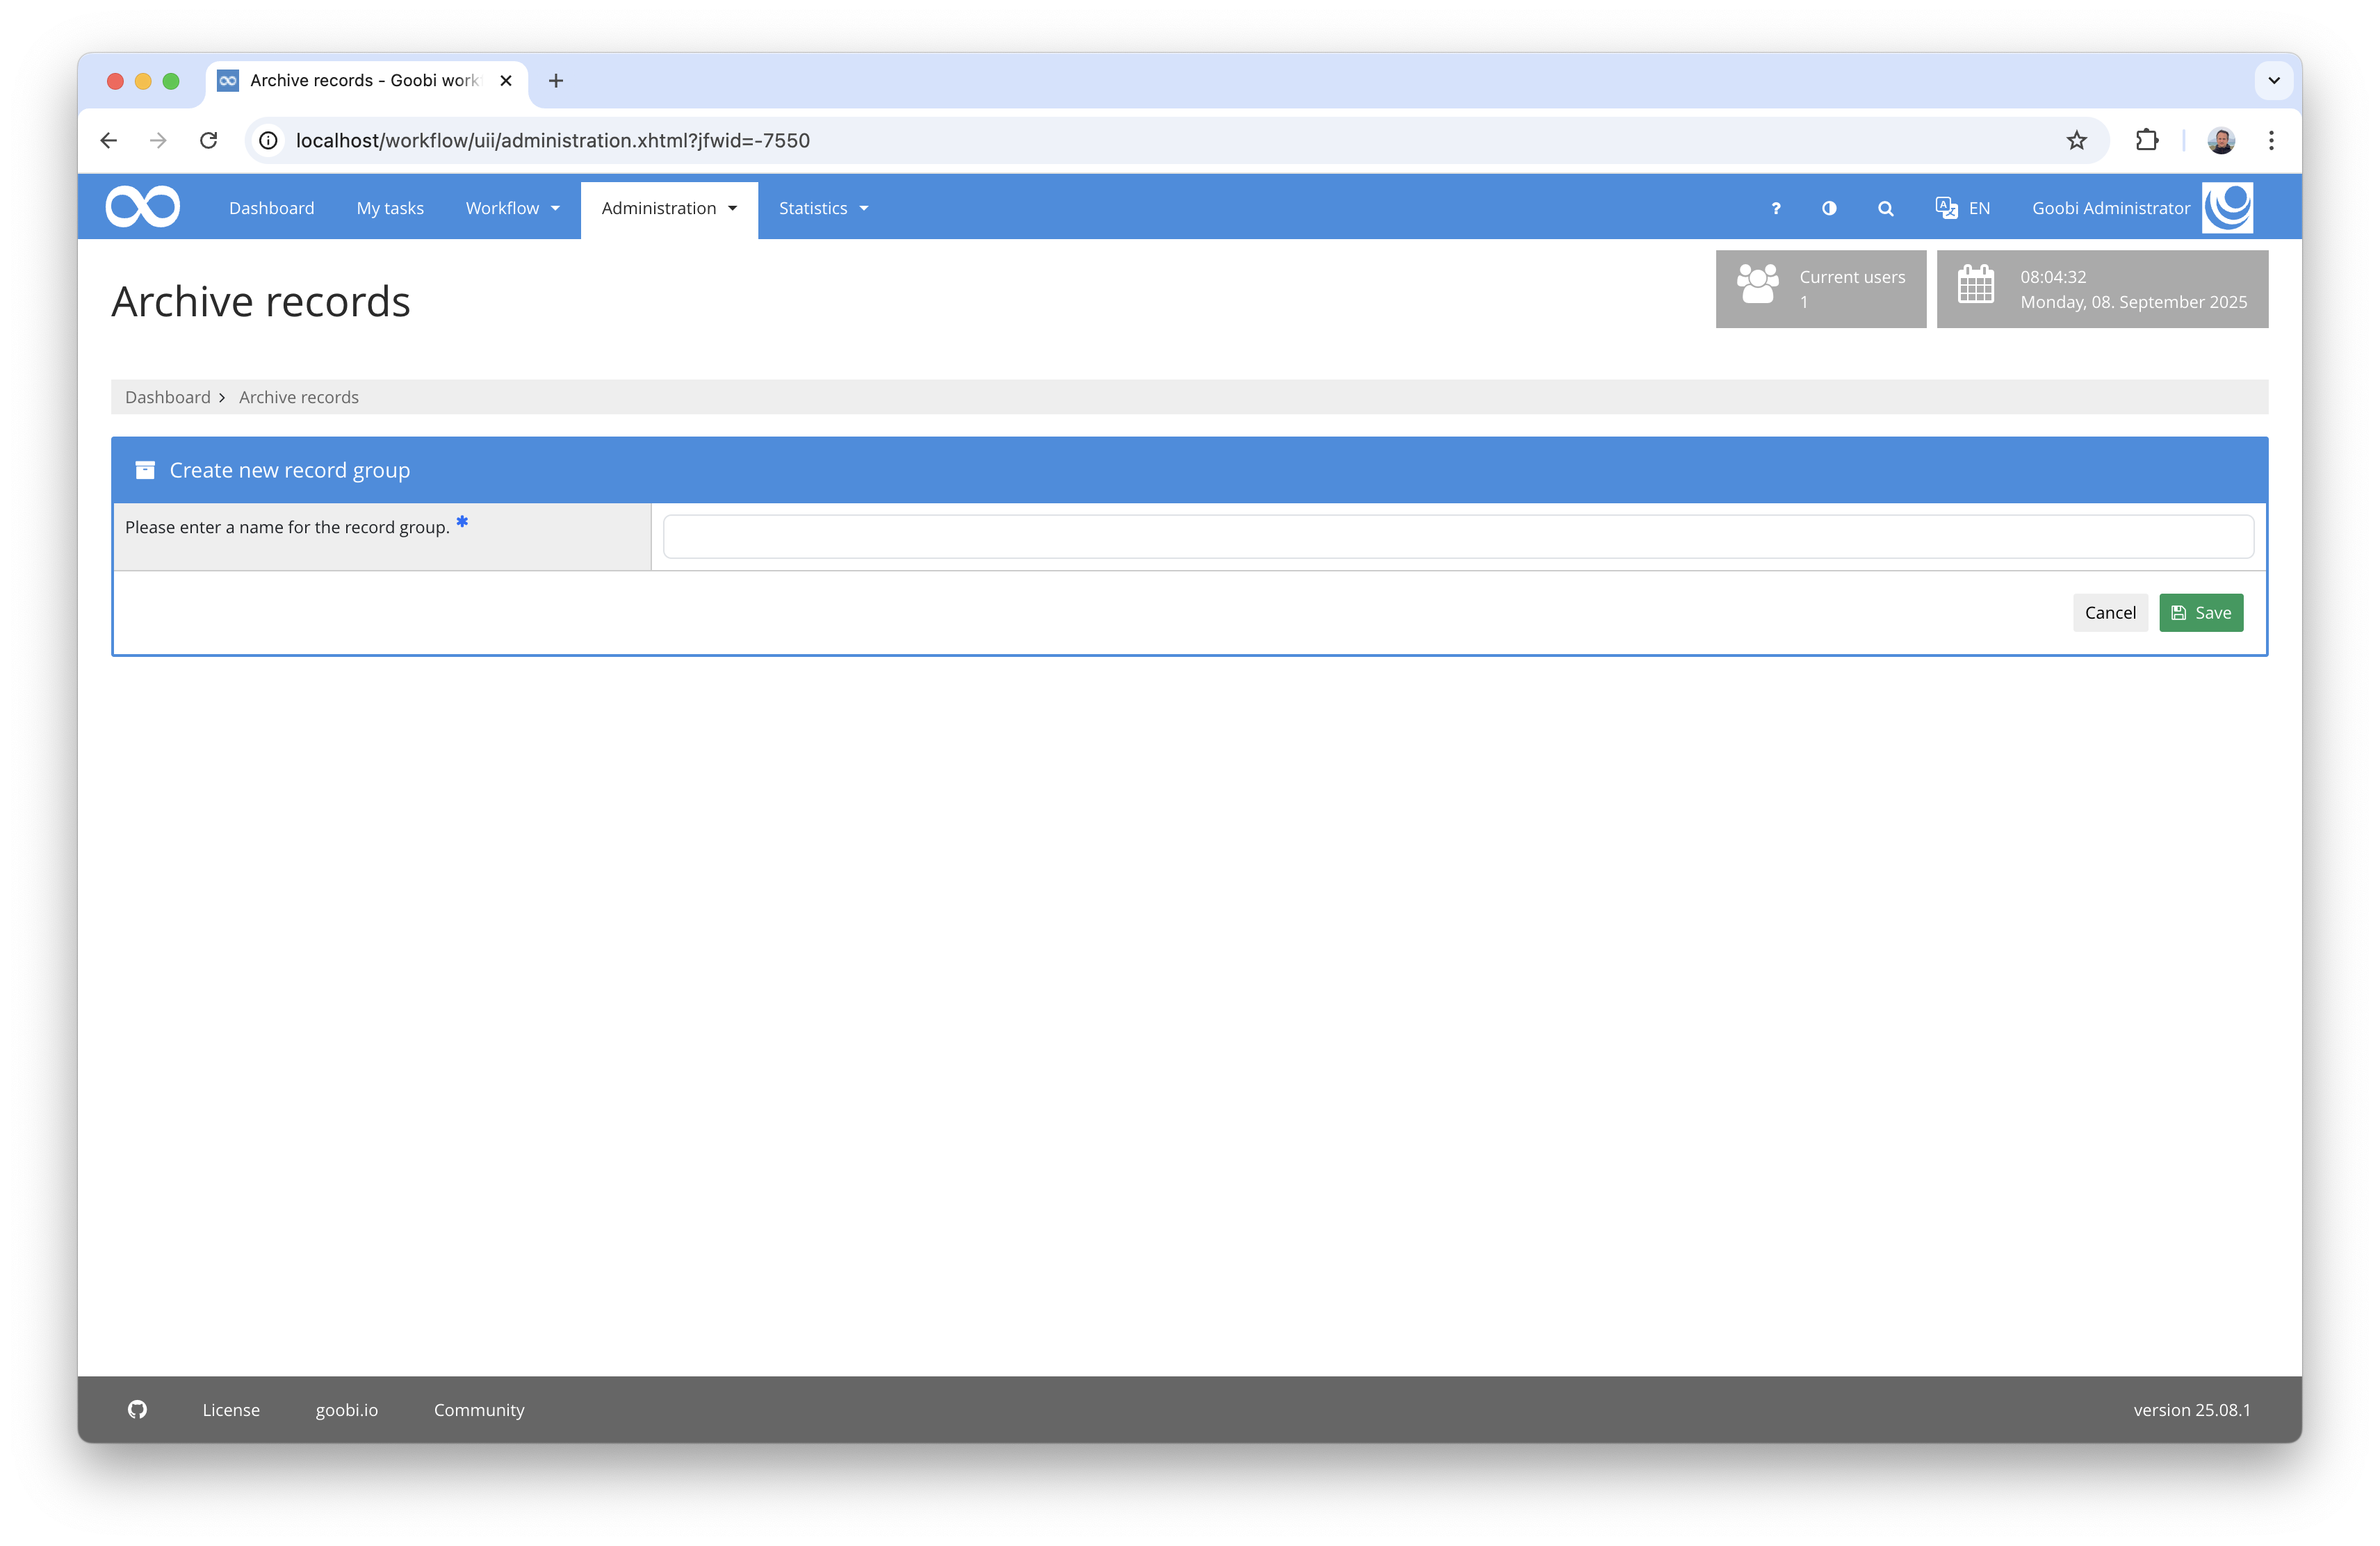 Archive records - Goobi work
localhost/workflow/uii/administration.xhtml?jfwid=-7550
Dashboard My tasks Workflow Administration Statistics ? EN Goobi Administrator
Archive records
Current users
1
08:04:32
Monday, 08. September 2025
Dashboard > Archive records
Create new record group
Please enter a name for the record group. *
Cancel Save
License goobi.io Community version 25.08.1